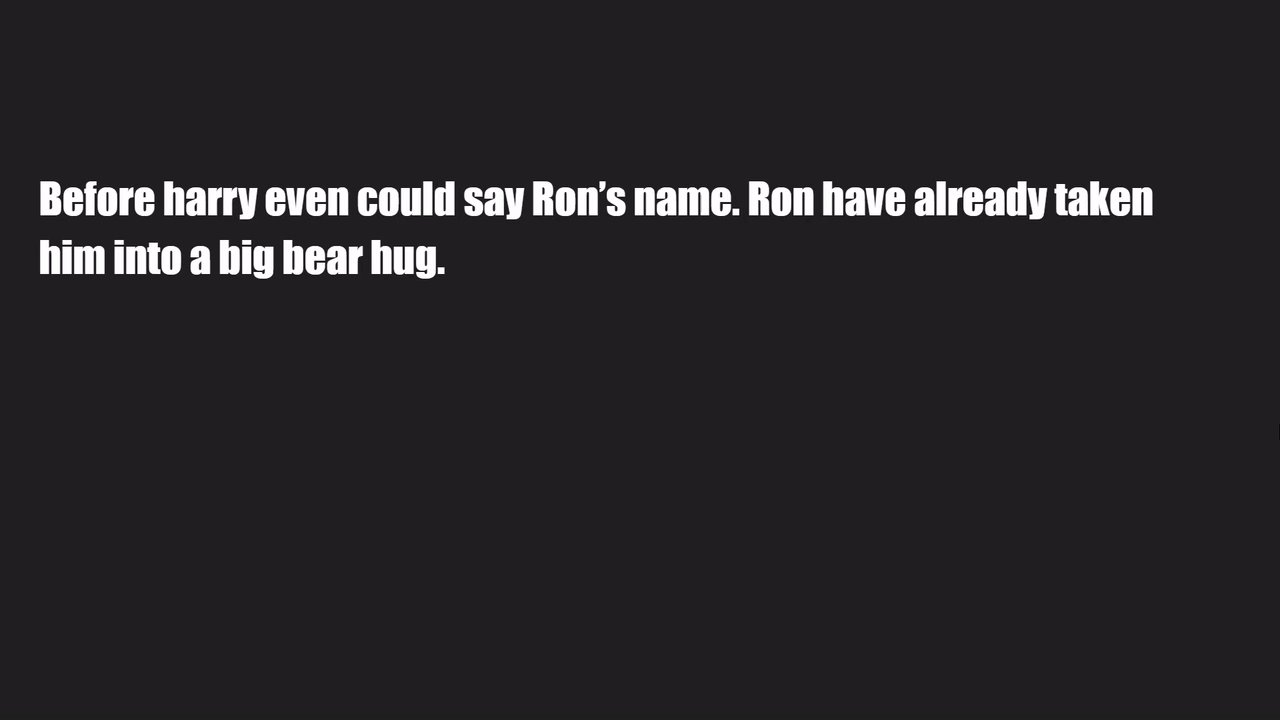 Before harry even could say Ron’s name. Ron have already taken
him into a big bear hug.